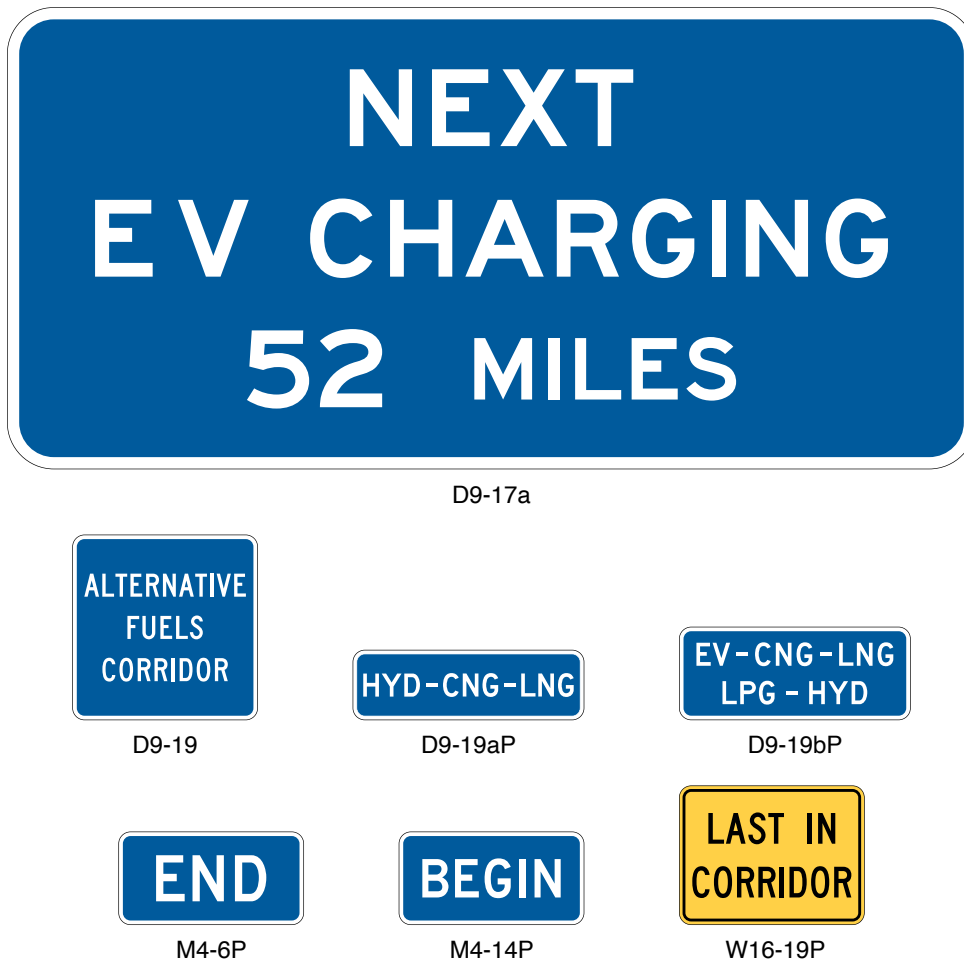 NEXT
EV CHARGING
52 MILES
D9-17a
ALTERNATIVE
FUELS
CORRIDOR
D9-19
HYD-CNG-LNG
D9-19aP
EV-CNG-LNG
LPG-HYD
D9-19bP
END
M4-6P
BEGIN
M4-14P
LAST IN
CORRIDOR
W16-19P